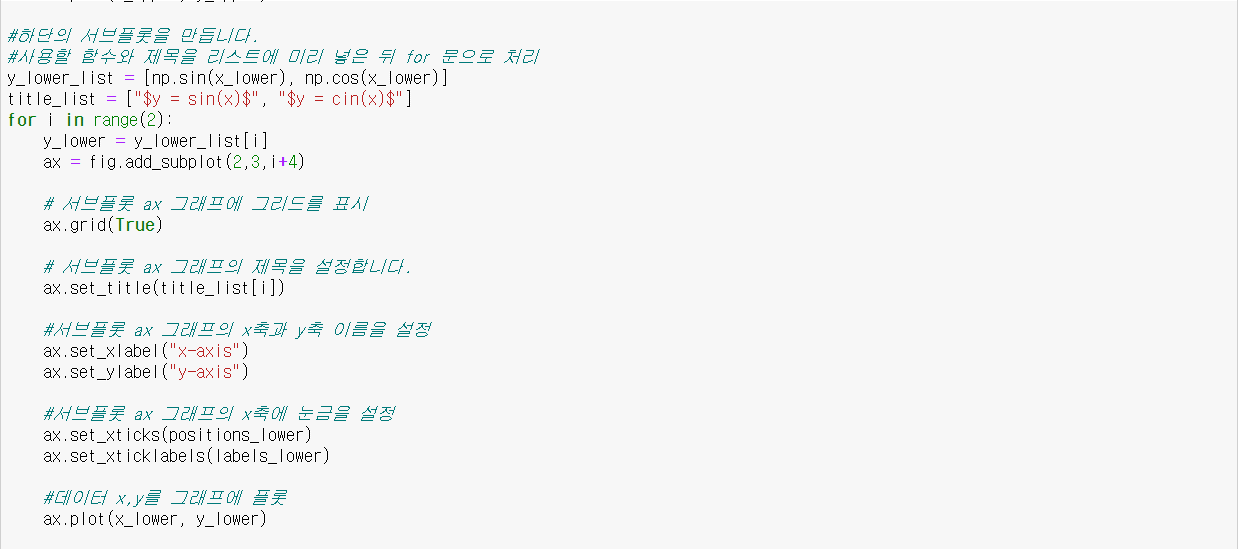 #하단의 서브플롯을 만듭니다.
#사용할 함수와 제목을 리스트에 미리 넣은 뒤 for 문으로 처리
y_lower_list = [np.sin(x_lower), np.cos(x_lower)]
title_list = ["$y = sin(x)$", "$y = cin(x)$"]
for i in range(2):
    y_lower = y_lower_list[i]
    ax = fig.add_subplot(2,3,i+4)
    # 서브플롯 ax 그래프에 그리드를 표시
    ax.grid(True)
    # 서브플롯 ax 그래프의 제목을 설정합니다.
    ax.set_title(title_list[i])
    #서브플롯 ax 그래프의 x축과 y축 이름을 설정
    ax.set_xlabel("x-axis")
    ax.set_ylabel("y-axis")
    #서브플롯 ax 그래프의 x축에 눈금을 설정
    ax.set_xticks(positions_lower)
    ax.set_xticklabels(labels_lower)
    #데이터 x,y를 그래프에 플롯
    ax.plot(x_lower, y_lower)